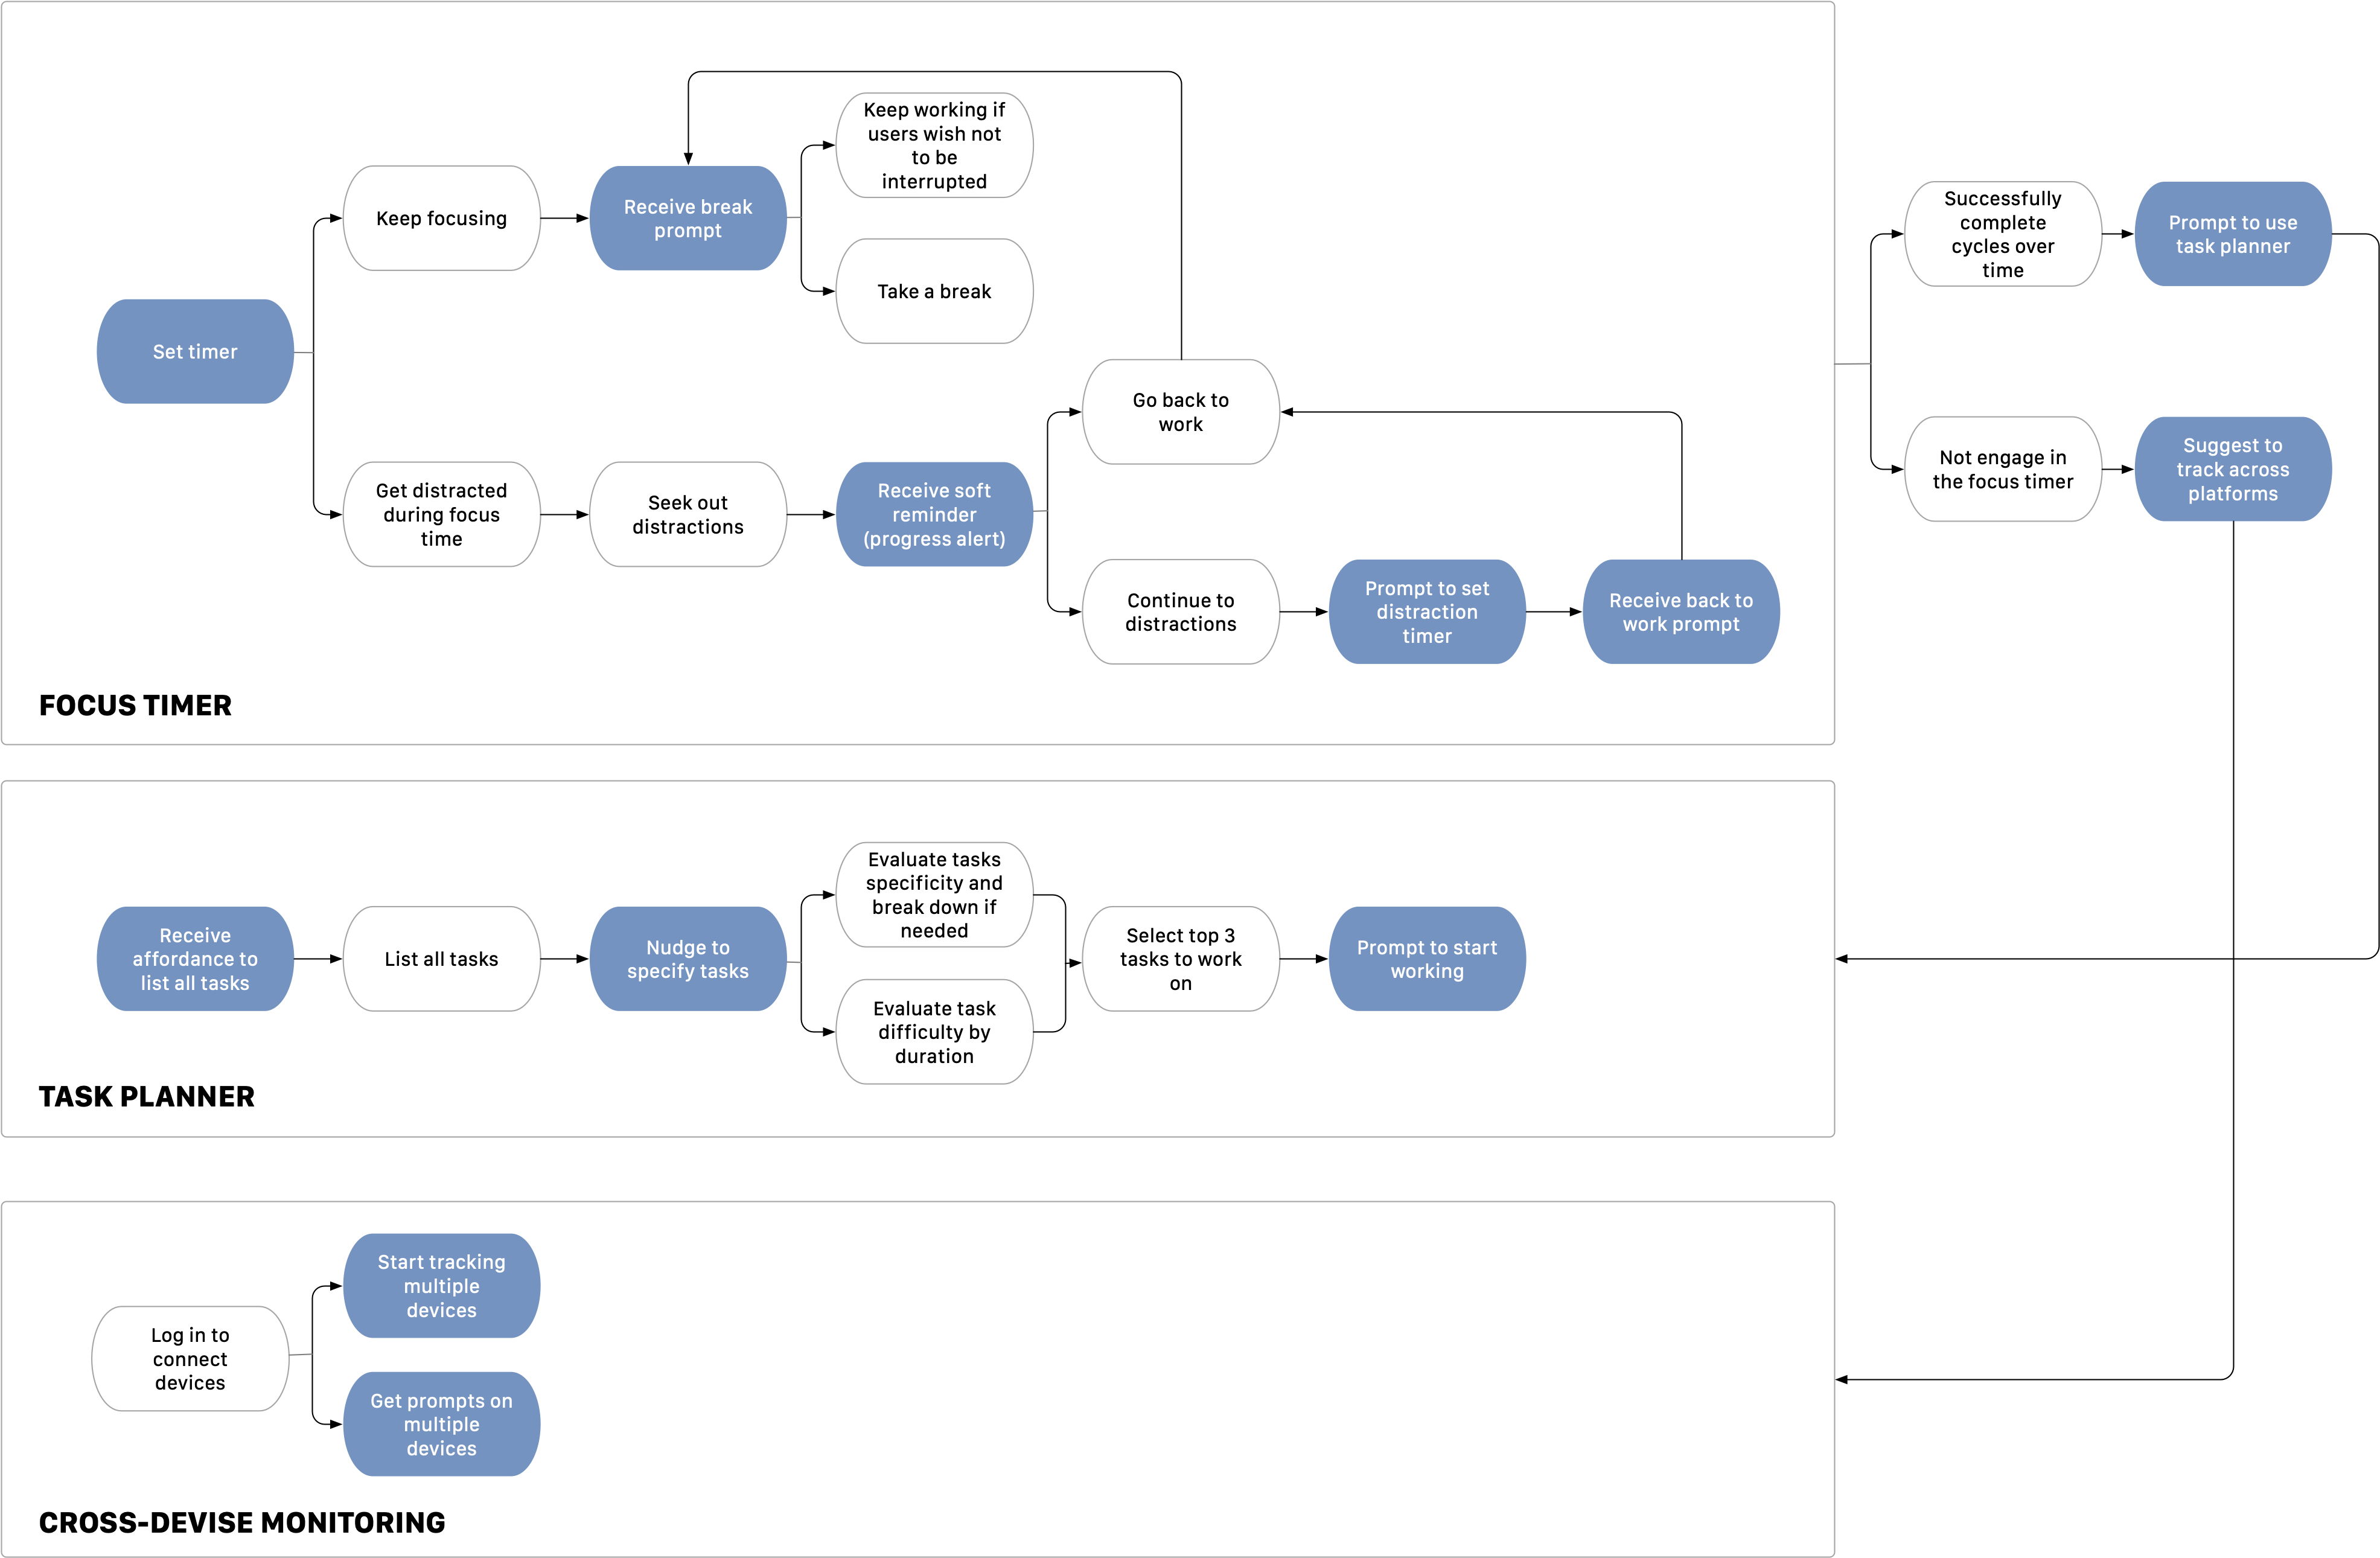 Keep working if
users wish not
to be
interrupted
Keep focusing
Receive break
prompt
Take a break
Set timer
Go back to
work
Get distracted
during focus
time
Seek out
distractions
Receive soft
reminder
(progress alert)
Continue to
distractions
Prompt to set
distraction
timer
Receive back to
work prompt
FOCUS TIMER
Successfully
complete
cycles over
time
Prompt to use
task planner
Not engage in
the focus timer
Suggest to
track across
platforms
Receive
affordance to
list all tasks
List all tasks
Nudge to
specify tasks
Evaluate tasks
specificity and
break down if
needed
Evaluate task
difficulty by
duration
Select top 3
tasks to work
on
Prompt to start
working
TASK PLANNER
Log in to
connect
devices
Start tracking
multiple
devices
Get prompts on
multiple
devices
CROSS-DEVISE MONITORING